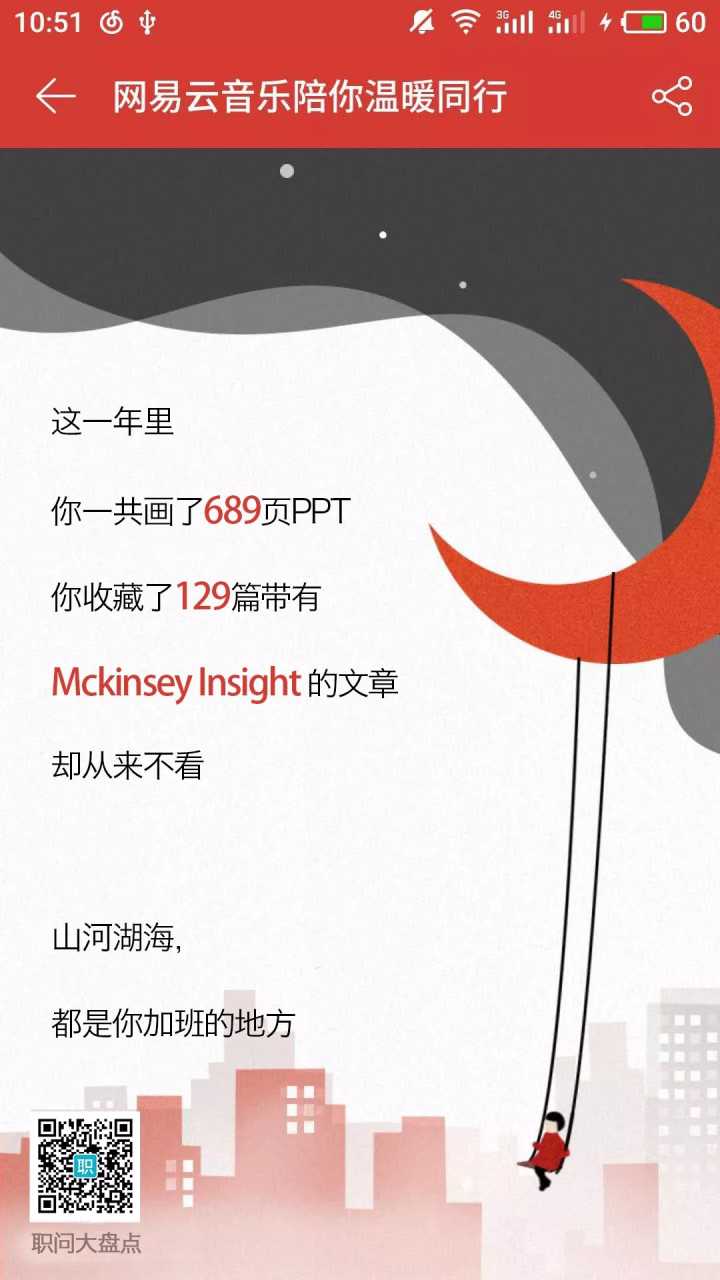 10:51 3G 4G 60
网易云音乐陪你温暖同行
这一年里
你一共画了689页PPT
你收藏了129篇带有
Mckinsey Insight 的文章
却从来不看
山河湖海,
都是你加班的地方
职
职问大盘点